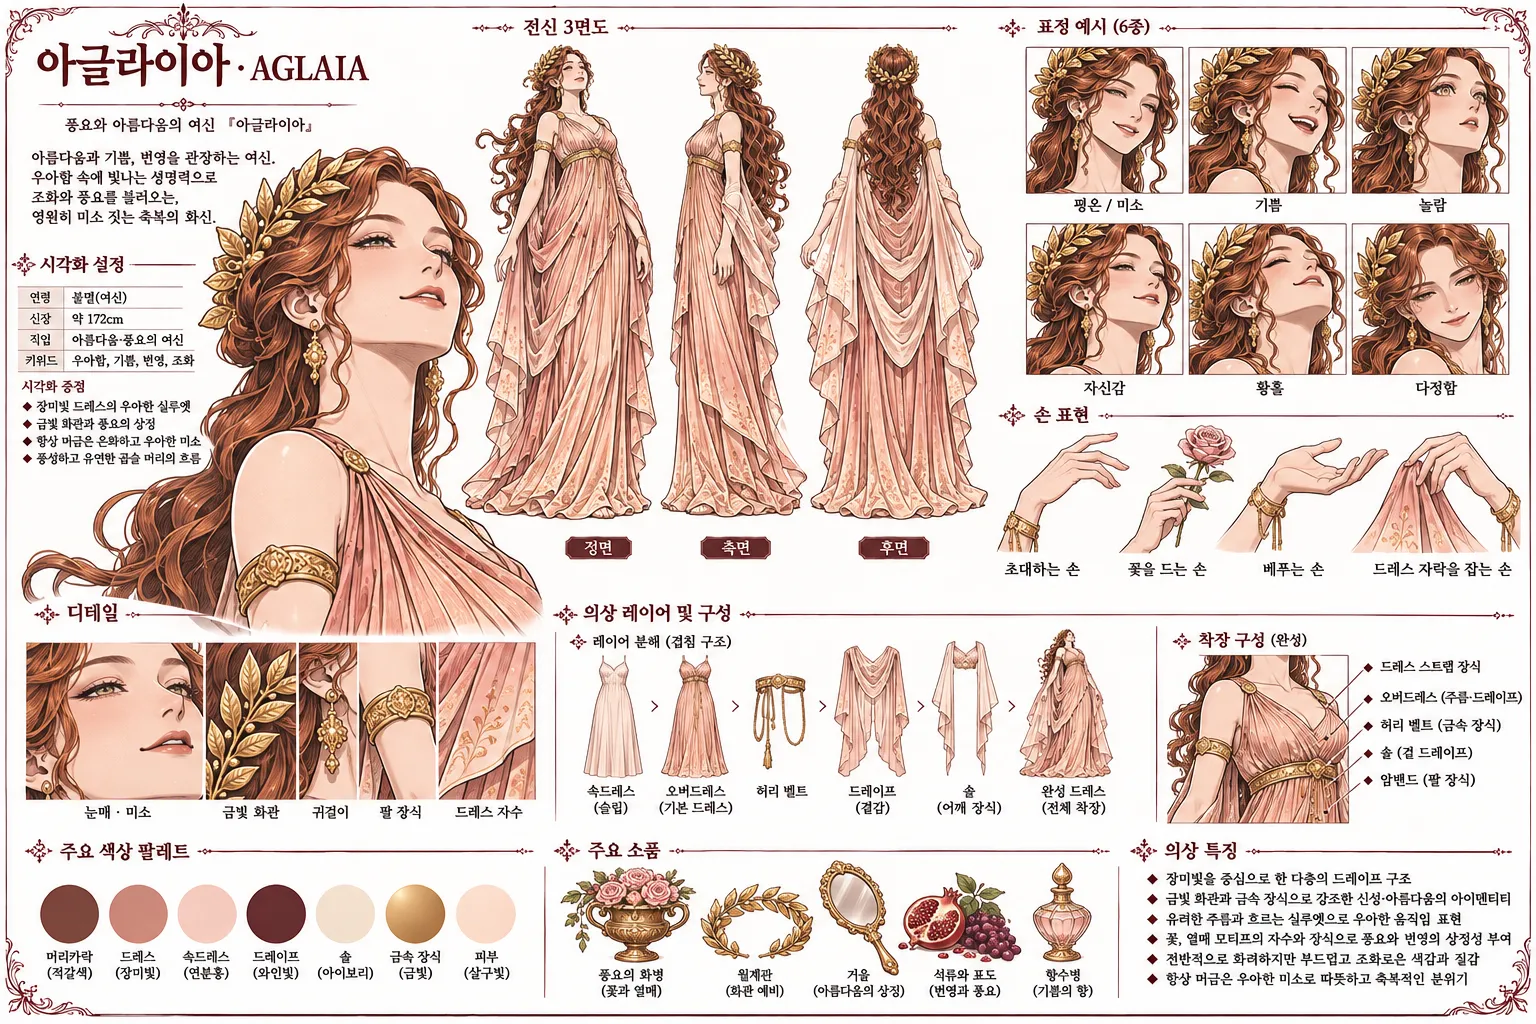 아글라이아 · AGLAIA
풍요와 아름다움의 여신 『아글라이아』
아름다움과 기쁨, 번영을 관장하는 여신.
우아함 속에 빛나는 생명력으로
조화와 풍요를 불러오는,
영원히 미소 짓는 축복의 화신.
시각화 설정
연령 불멸(여신)
신장 약 172cm
직업 아름다움·풍요의 여신
키워드 우아함, 기쁨, 번영, 조화
시각화 중점
◆ 장미빛 드레스의 우아한 실루엣
◆ 금빛 화관과 풍요의 상징
◆ 항상 머금은 온화하고 우아한 미소
◆ 풍성하고 유연한 곱슬 머리의 흐름
전신 3면도
정면
측면
후면
표정 예시 (6종)
평온 / 미소
기쁨
놀람
자신감
황홀
다정함
손 표현
초대하는 손
꽃을 드는 손
베푸는 손
드레스 자락을 잡는 손
디테일
눈매 · 미소
금빛 화관
귀걸이
팔 장식
드레스 자수
의상 레이어 및 구성
레이어 분해 (겹침 구조)
속드레스
(슬립)
오버드레스
(기본 드레스)
허리 벨트
드레이프
(겉감)
숄
(어깨 장식)
완성 드레스
(전체 착장)
착장 구성 (완성)
◆ 드레스 스트랩 장식
◆ 오버드레스 (주름·드레이프)
◆ 허리 벨트 (금속 장식)
◆ 숄 (겉 드레이프)
◆ 암밴드 (팔 장식)
주요 색상 팔레트
머리카락
(적갈색)
드레스
(장미빛)
속드레스
(연분홍)
드레이프
(와인빛)
숄
(아이보리)
금속 장식
(금빛)
피부
(살구빛)
주요 소품
풍요의 화병
(꽃과 열매)
월계관
(화관 예비)
거울
(아름다움의 상징)
석류와 포도
(번영과 풍요)
향수병
(기쁨의 향)
의상 특징
◆ 장미빛을 중심으로 한 다층의 드레이프 구조
◆ 금빛 화관과 금속 장식으로 강조한 신성·아름다움의 아이덴티티
◆ 유려한 주름과 흐르는 실루엣으로 우아한 움직임 표현
◆ 꽃, 열매 모티프의 자수와 장식으로 풍요와 번영의 상징성 부여
◆ 전반적으로 화려하지만 부드럽고 조화로운 색감과 질감
◆ 항상 머금은 우아한 미소로 따뜻하고 축복적인 분위기